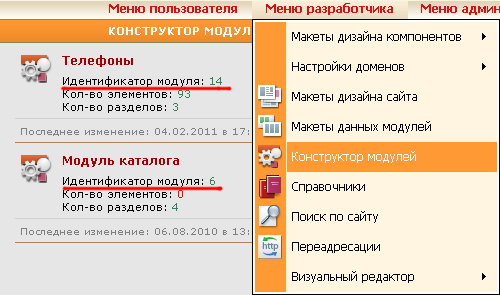 Меню пользователя Меню разработчика Меню админ
КОНСТРУКТОР МОДУЛ
Телефоны
Идентификатор модуля: 14
Кол-во элементов: 93
Кол-во разделов: 3
Последнее изменение: 04.02.2011 в 17:
Модуль каталога
Идентификатор модуля: 6
Кол-во элементов: 0
Кол-во разделов: 4
Последнее изменение: 06.08.2010 в 13:
Макеты дизайна компонентов
Настройки доменов
Макеты дизайна сайта
Макеты данных модулей
Конструктор модулей
Справочники
Поиск по сайту
http
Переадресации
Визуальный редактор